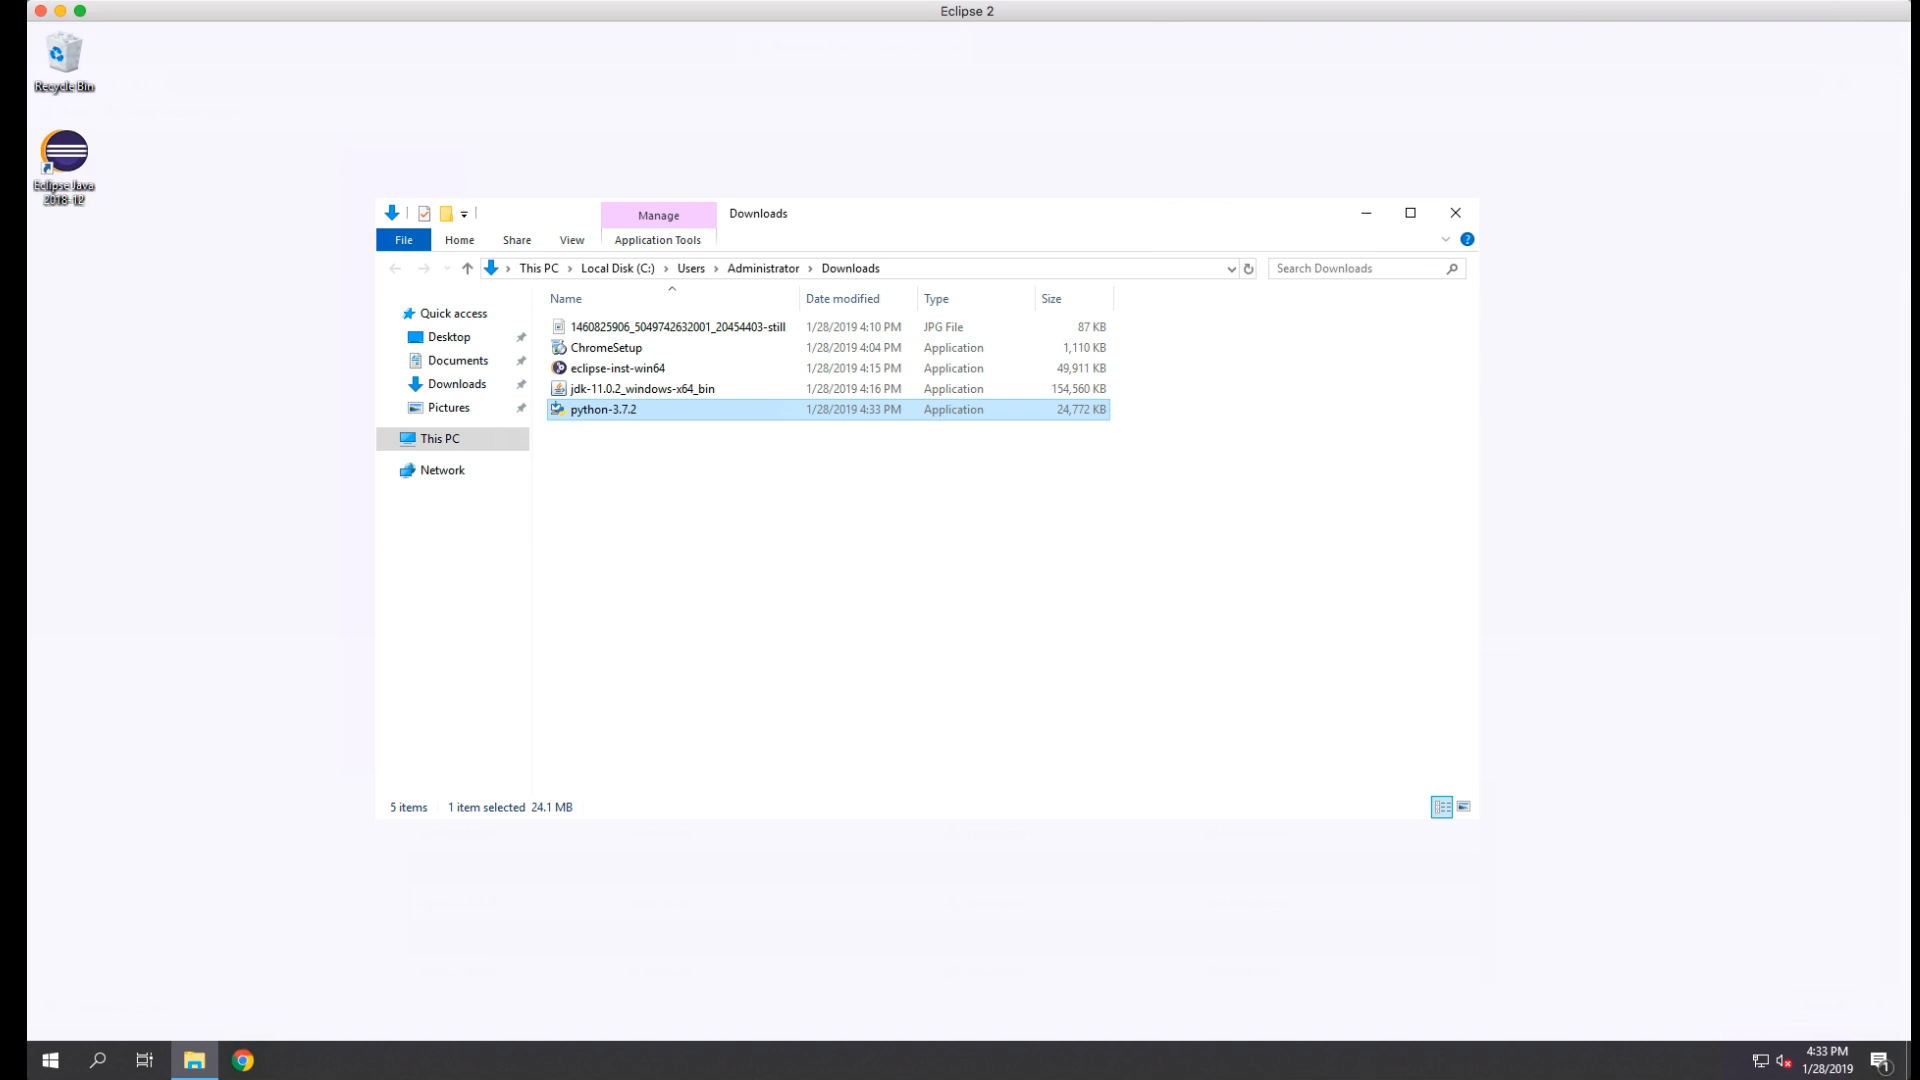 Eclipse 2
Recycle Bin
Eclipse Java
2018-12
Manage
Downloads
File
Home
Share
View
Application Tools
This PC
Local Disk (C:)
Users
Administrator
Downloads
Search Downloads
Name
Date modified
Type
Size
Quick access
Desktop
Documents
Downloads
Pictures
This PC
Network
1460825906_5049742632001_20454403-still 1/28/2019 4:10 PM JPG File 87 KB
ChromeSetup 1/28/2019 4:04 PM Application 1,110 KB
eclipse-inst-win64 1/28/2019 4:15 PM Application 49,911 KB
jdk-11.0.2_windows-x64_bin 1/28/2019 4:16 PM Application 154,560 KB
python-3.7.2 1/28/2019 4:33 PM Application 24,772 KB
5 items 1 item selected 24.1 MB
4:33 PM
1/28/2019
1